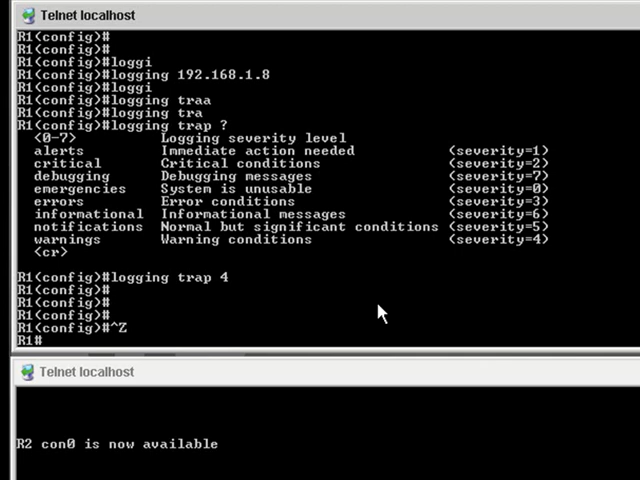 Telnet localhost
R1(config)#
R1(config)#
R1(config)#loggi
R1(config)#logging 192.168.1.8
R1(config)#loggi
R1(config)#logging traa
R1(config)#logging tra
R1(config)#logging trap ?
<0-7> Logging severity level
alerts Immediate action needed (severity=1)
critical Critical conditions (severity=2)
debugging Debugging messages (severity=7)
emergencies System is unusable (severity=0)
errors Error conditions (severity=3)
informational Informational messages (severity=6)
notifications Normal but significant conditions (severity=5)
warnings Warning conditions (severity=4)
<cr>
R1(config)#logging trap 4
R1(config)#
R1(config)#
R1(config)#
R1(config)#^Z
R1#
Telnet localhost
R2 con0 is now available